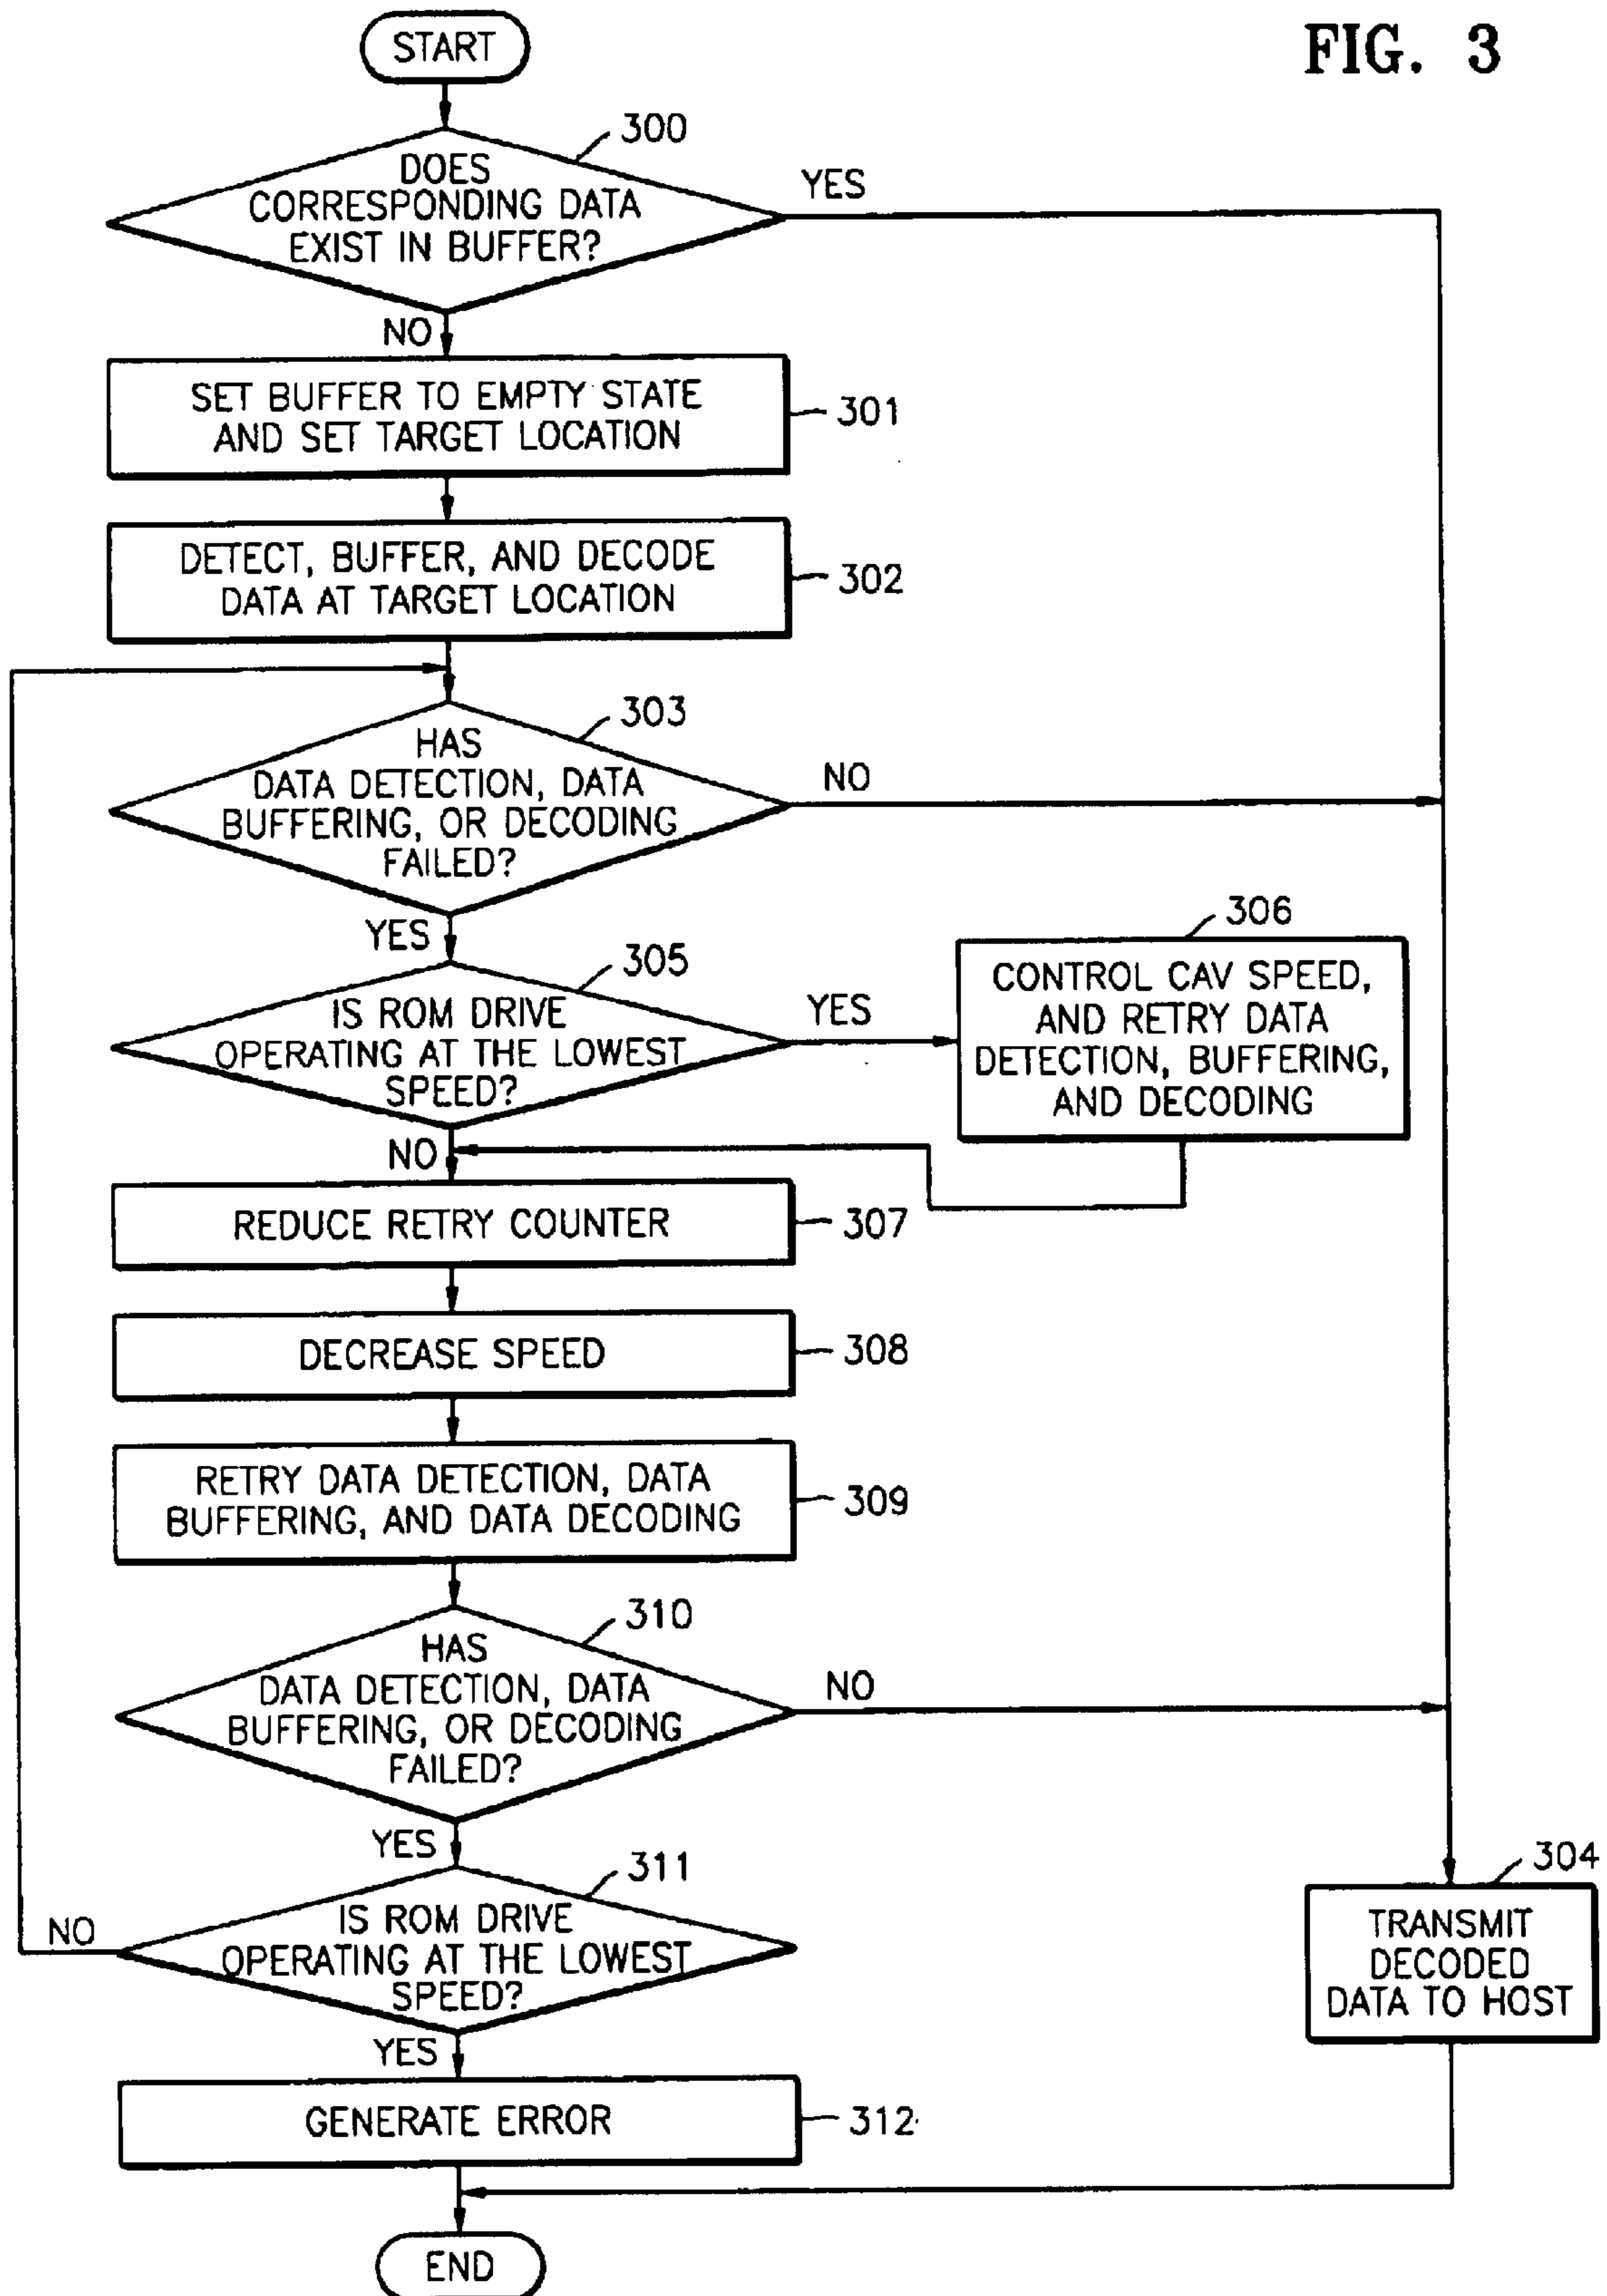 FIG. 3
START
300
DOES
CORRESPONDING DATA
EXIST IN BUFFER?
YES
NO
SET BUFFER TO EMPTY STATE
AND SET TARGET LOCATION
301
DETECT, BUFFER, AND DECODE
DATA AT TARGET LOCATION
302
303
HAS
DATA DETECTION, DATA
BUFFERING, OR DECODING
FAILED?
NO
YES
305
IS ROM DRIVE
OPERATING AT THE LOWEST
SPEED?
YES
306
CONTROL CAV SPEED,
AND RETRY DATA
DETECTION, BUFFERING,
AND DECODING
NO
REDUCE RETRY COUNTER
307
DECREASE SPEED
308
RETRY DATA DETECTION, DATA
BUFFERING, AND DATA DECODING
309
310
HAS
DATA DETECTION, DATA
BUFFERING, OR DECODING
FAILED?
NO
YES
311
IS ROM DRIVE
OPERATING AT THE LOWEST
SPEED?
NO
YES
304
TRANSMIT
DECODED
DATA TO HOST
GENERATE ERROR
312
END